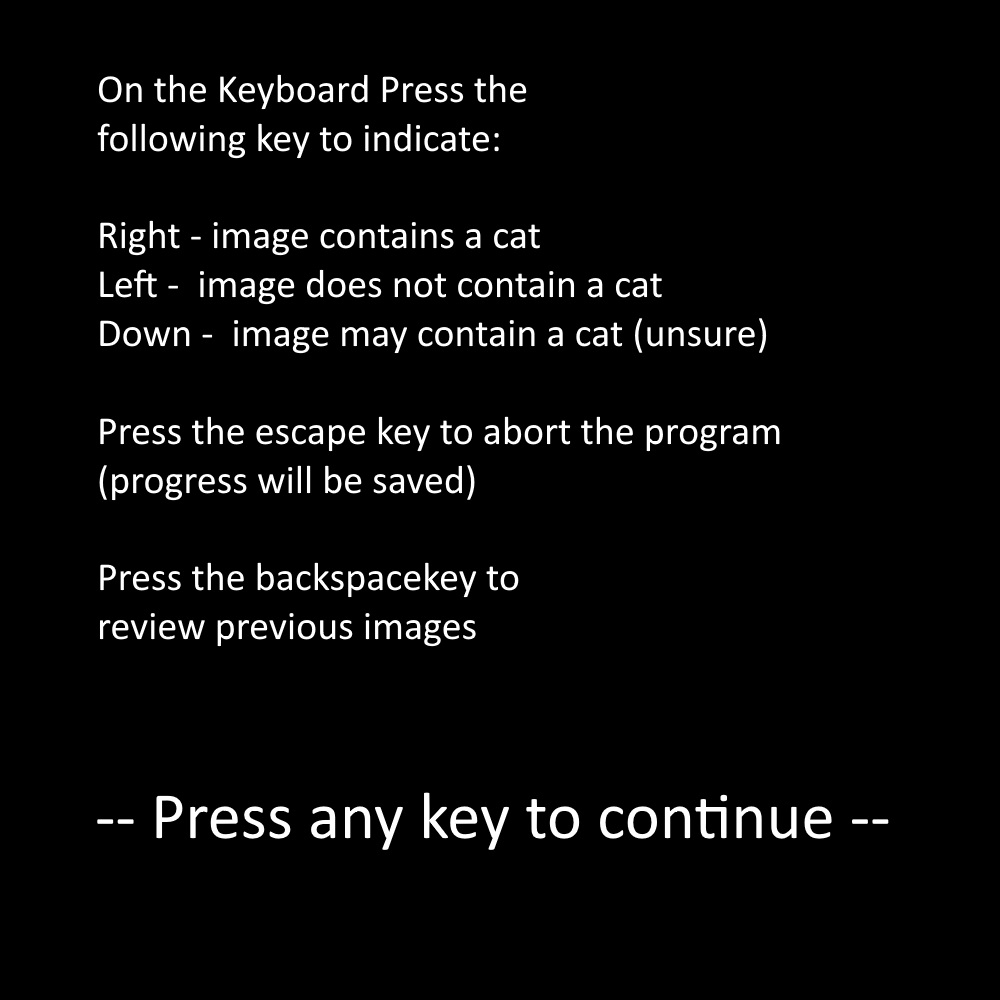 On the Keyboard Press the
following key to indicate:
Right - image contains a cat
Left -  image does not contain a cat
Down -  image may contain a cat (unsure)
Press the escape key to abort the program
(progress will be saved)
Press the backspacekey to
review previous images
-- Press any key to continue --